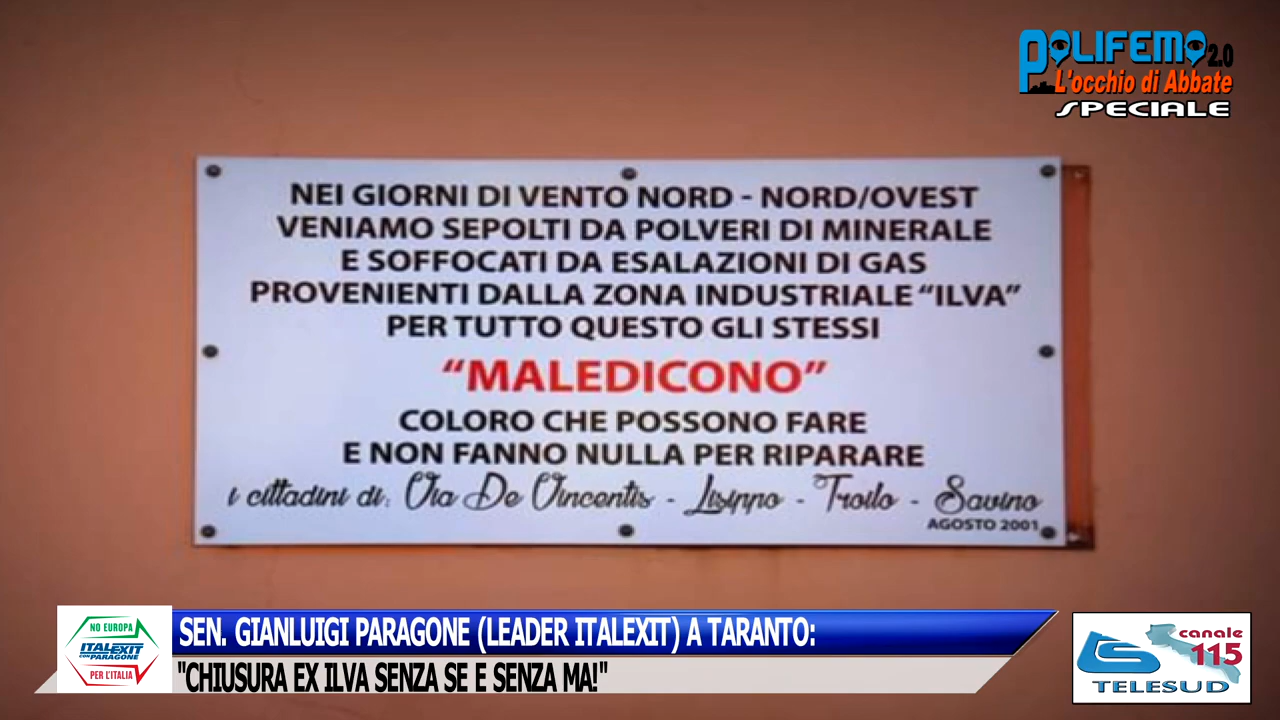 POLIFEMO 2.0
L'occhio di Abbate
SPECIALE
NEI GIORNI DI VENTO NORD - NORD/OVEST
VENIAMO SEPOLTI DA POLVERI DI MINERALE
E SOFFOCATI DA ESALAZIONI DI GAS
PROVENIENTI DALLA ZONA INDUSTRIALE “ILVA”
PER TUTTO QUESTO GLI STESSI
“MALEDICONO”
COLORO CHE POSSONO FARE
E NON FANNO NULLA PER RIPARARE
i cittadini di: Via De Vincentis - Lisippo - Troilo - Savino
AGOSTO 2001
NO EUROPA
ITALEXIT
CON PARAGONE
PER L'ITALIA
SEN. GIANLUIGI PARAGONE (LEADER ITALEXIT) A TARANTO:
"CHIUSURA EX ILVA SENZA SE E SENZA MA!"
canale
115
TELESUD